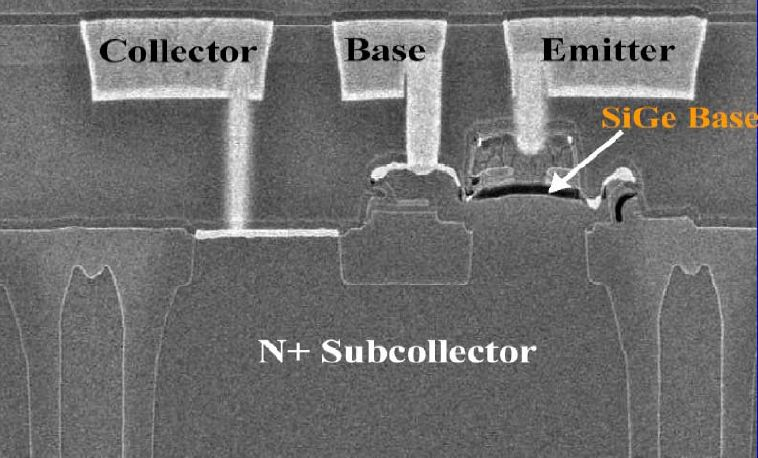 Collector
Base
Emitter
SiGe Base
N+ Subcollector